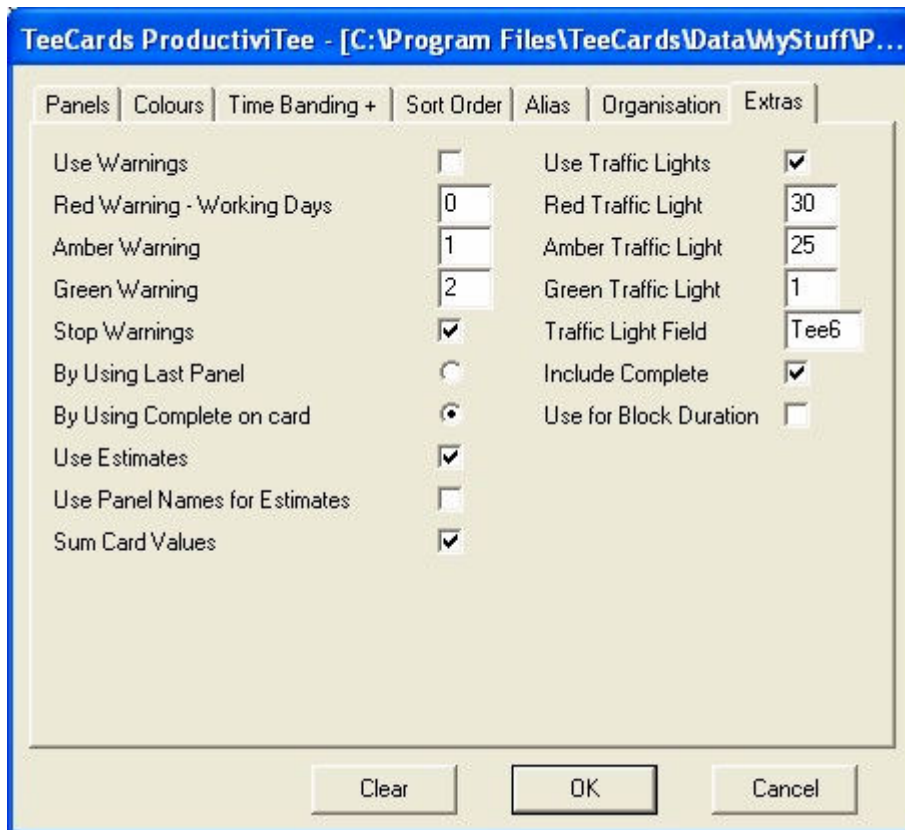 TeeCards ProductiviTee - [C:\Program Files\TeeCards\Data\MyStuff\P...
Panels Colours Time Banding + Sort Order Alias Organisation Extras
Use Warnings Use Traffic Lights
Red Warning - Working Days 0 Red Traffic Light 30
Amber Warning 1 Amber Traffic Light 25
Green Warning 2 Green Traffic Light 1
Stop Warnings Traffic Light Field Tee6
By Using Last Panel Include Complete
By Using Complete on card Use for Block Duration
Use Estimates
Use Panel Names for Estimates
Sum Card Values
Clear OK Cancel